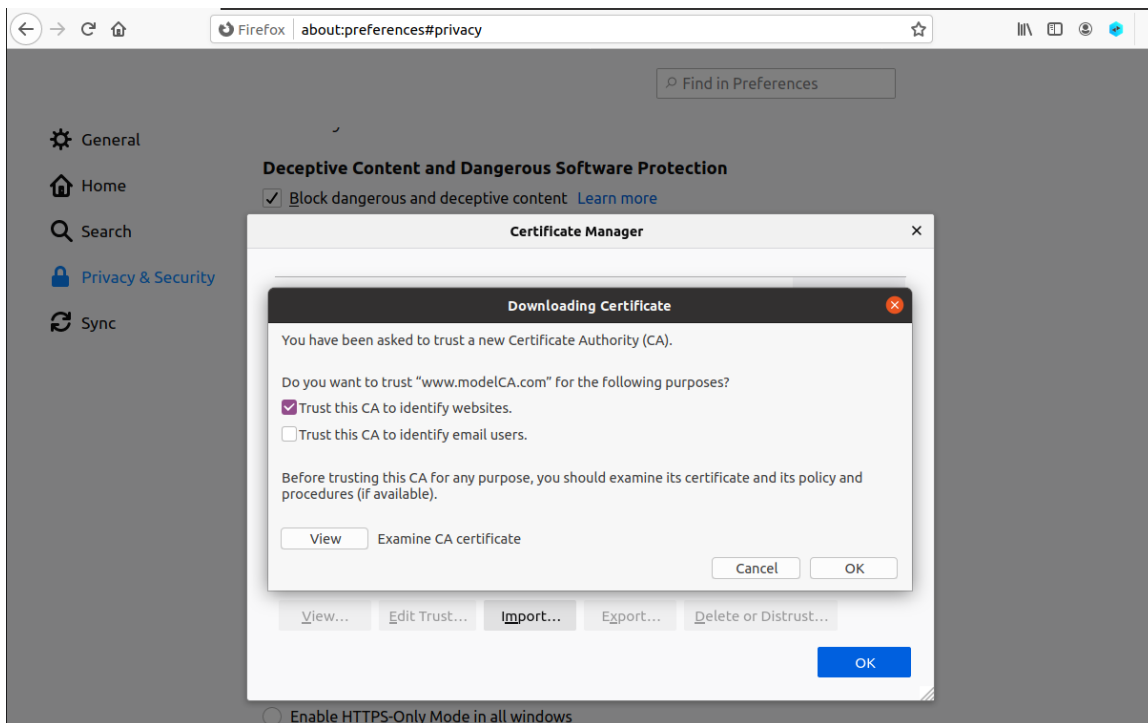 Firefox about:preferences#privacy
Find in Preferences
General
Home
Search
Privacy & Security
Sync
Deceptive Content and Dangerous Software Protection
Block dangerous and deceptive content Learn more
Certificate Manager
Downloading Certificate
You have been asked to trust a new Certificate Authority (CA).
Do you want to trust “www.modelCA.com” for the following purposes?
Trust this CA to identify websites.
Trust this CA to identify email users.
Before trusting this CA for any purpose, you should examine its certificate and its policy and
procedures (if available).
View Examine CA certificate
Cancel OK
View... Edit Trust... Import... Export... Delete or Distrust...
OK
Enable HTTPS-Only Mode in all windows